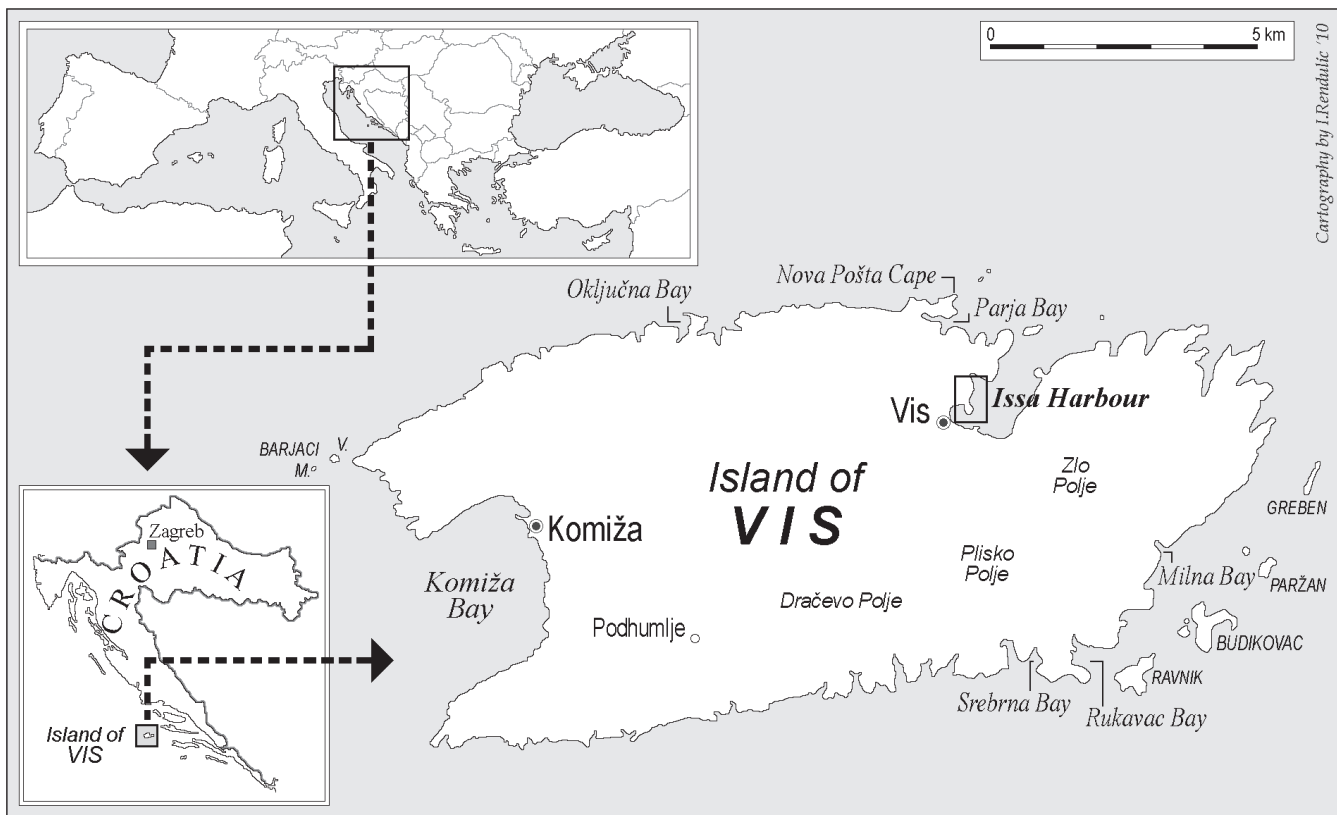 0 5 km
Cartography by I.Rendulic '10
Nova Pošta Cape
Oključna Bay
Parja Bay
Issa Harbour
Vis
BARJACI V.
M.
Island of
VIS
Zlo
Polje
GREBEN
Komiža
Plisko
Polje
Milna Bay
PARŽAN
Komiža
Bay
Dračevo Polje
Podhumlje
BUDIKOVAC
RAVNIK
Srebrna Bay
Rukavac Bay
Zagreb
CROATIA
Island of
VIS